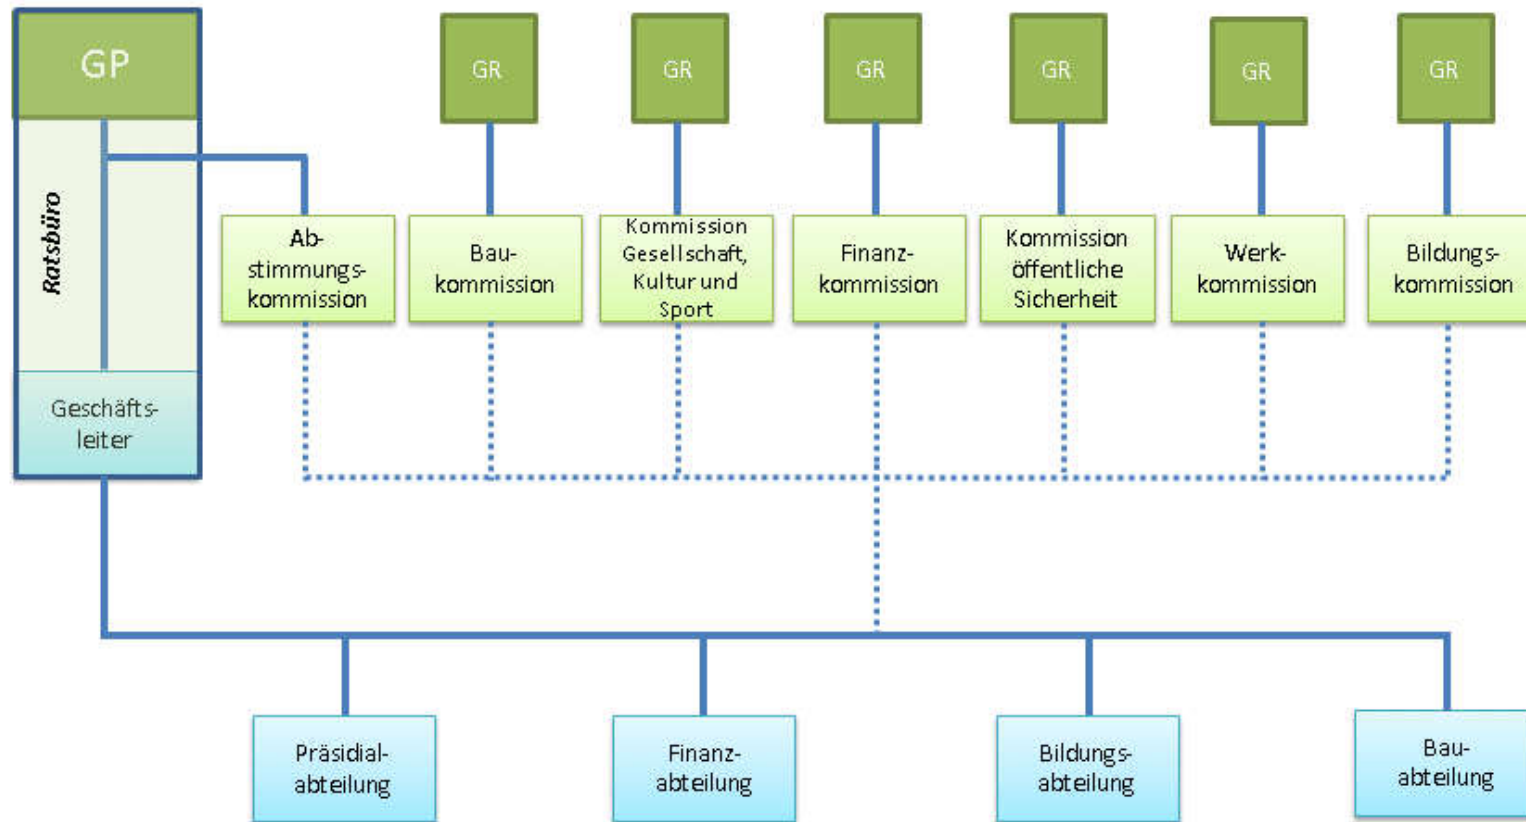 GP
GR
GR
GR
GR
GR
GR
Ratsbüro
Ab-
stimmungs-
kommission
Bau-
kommission
Kommission
Gesellschaft,
Kultur und
Sport
Finanz-
kommission
Kommission
öffentliche
Sicherheit
Werk-
kommission
Bildungs-
kommission
Geschäfts-
leiter
Präsidial-
abteilung
Finanz-
abteilung
Bildungs-
abteilung
Bau-
abteilung